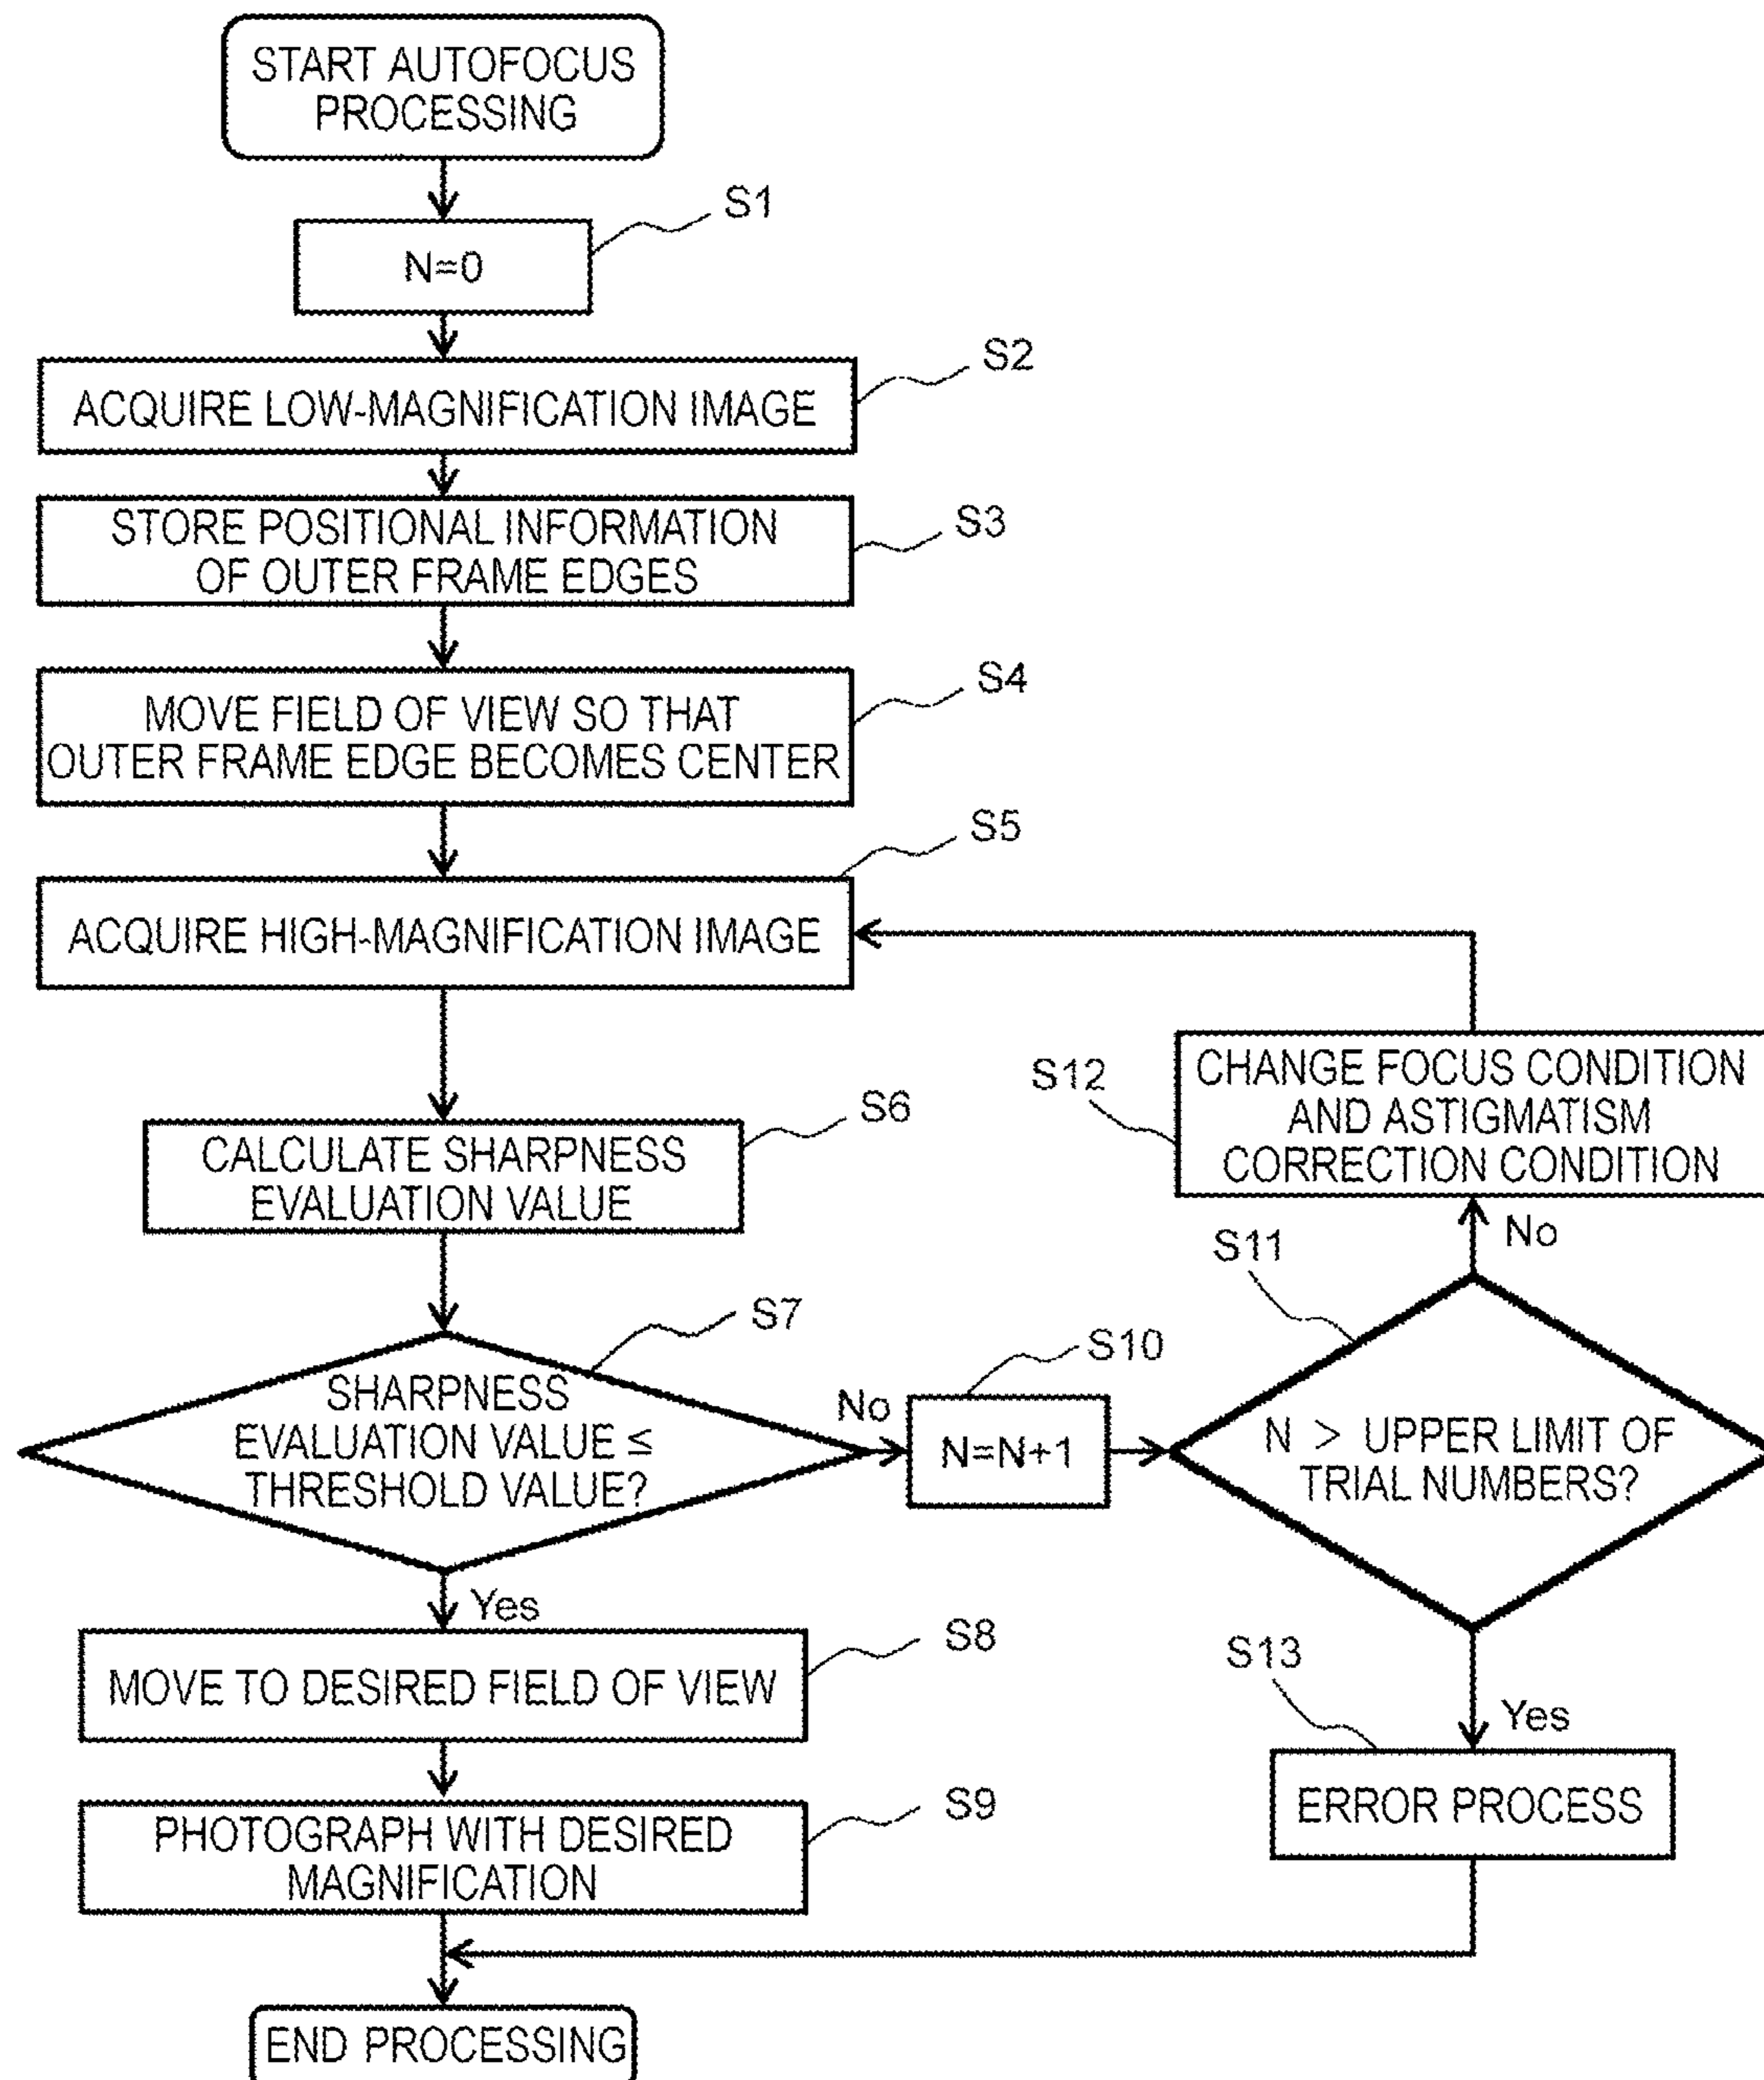 START AUTOFOCUS
PROCESSING
S1
N=0
S2
ACQUIRE LOW-MAGNIFICATION IMAGE
S3
STORE POSITIONAL INFORMATION
OF OUTER FRAME EDGES
S4
MOVE FIELD OF VIEW SO THAT
OUTER FRAME EDGE BECOMES CENTER
S5
ACQUIRE HIGH-MAGNIFICATION IMAGE
S6
CALCULATE SHARPNESS
EVALUATION VALUE
S7
SHARPNESS
EVALUATION VALUE ≤
THRESHOLD VALUE?
No
Yes
S10
N=N+1
S11
N > UPPER LIMIT OF
TRIAL NUMBERS?
No
S12
CHANGE FOCUS CONDITION
AND ASTIGMATISM
CORRECTION CONDITION
Yes
S13
ERROR PROCESS
S8
MOVE TO DESIRED FIELD OF VIEW
S9
PHOTOGRAPH WITH DESIRED
MAGNIFICATION
END PROCESSING